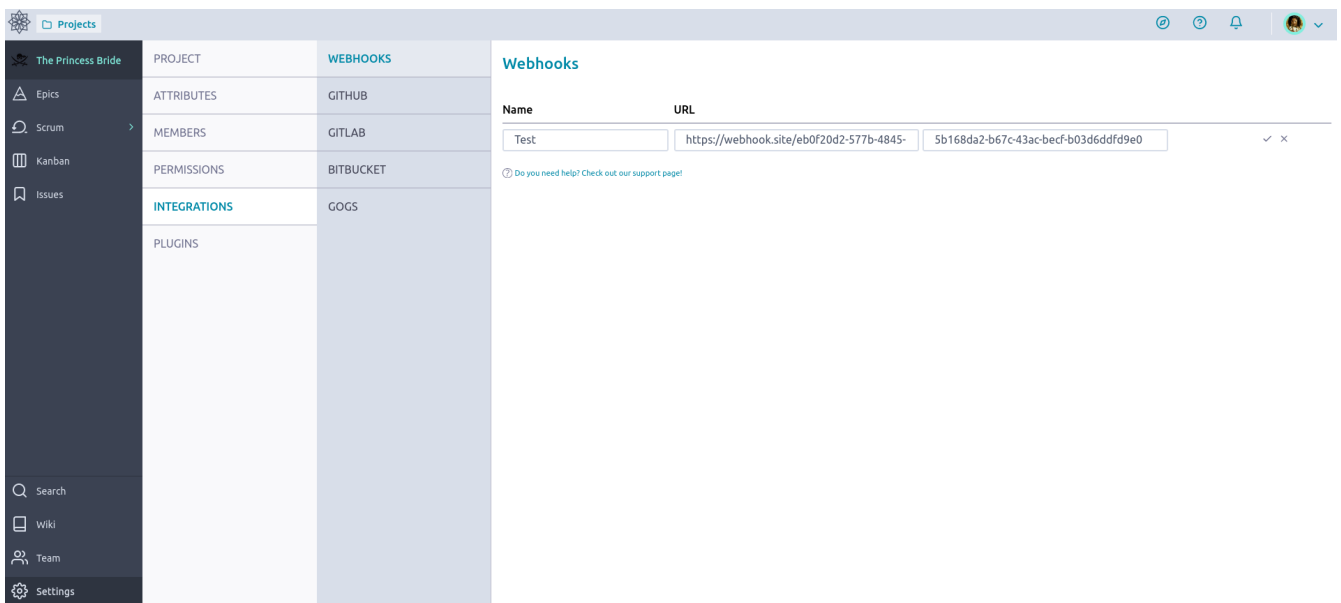 Projects
The Princess Bride
Epics
Scrum
Kanban
Issues
Search
Wiki
Team
Settings
PROJECT
ATTRIBUTES
MEMBERS
PERMISSIONS
INTEGRATIONS
PLUGINS
WEBHOOKS
GITHUB
GITLAB
BITBUCKET
GOGS
Webhooks
Name URL
Test https://webhook.site/eb0f20d2-577b-4845- 5b168da2-b67c-43ac-becf-b03d6ddfd9e0
Do you need help? Check out our support page!